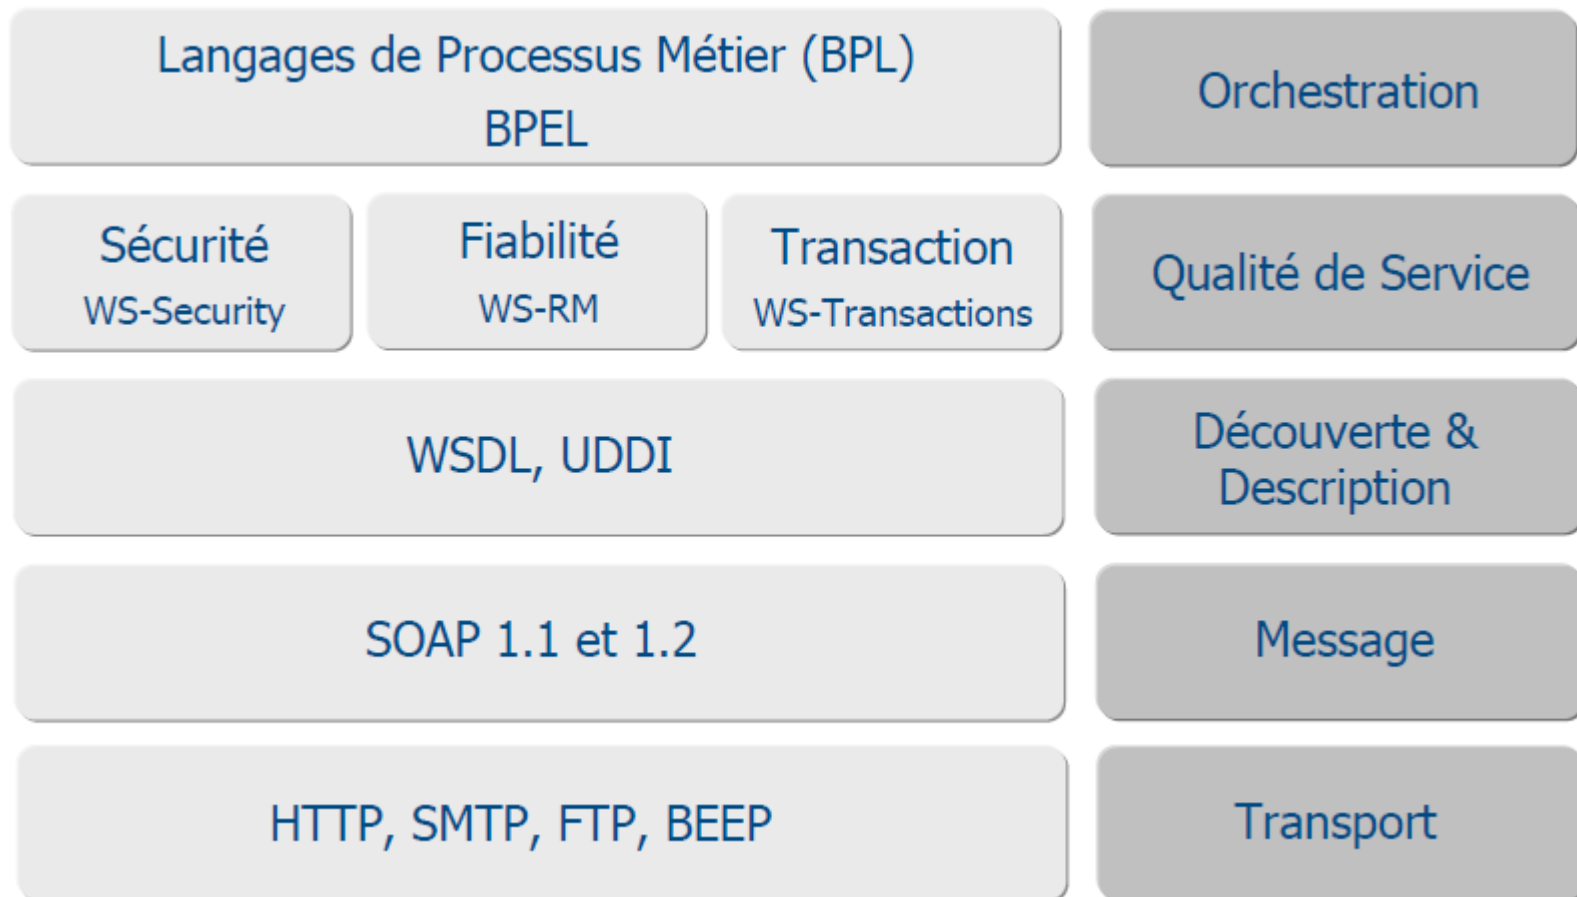 Langages de Processus Métier (BPL)
BPEL
Orchestration
Sécurité
WS-Security
Fiabilité
WS-RM
Transaction
WS-Transactions
Qualité de Service
WSDL, UDDI
Découverte &
Description
SOAP 1.1 et 1.2
Message
HTTP, SMTP, FTP, BEEP
Transport